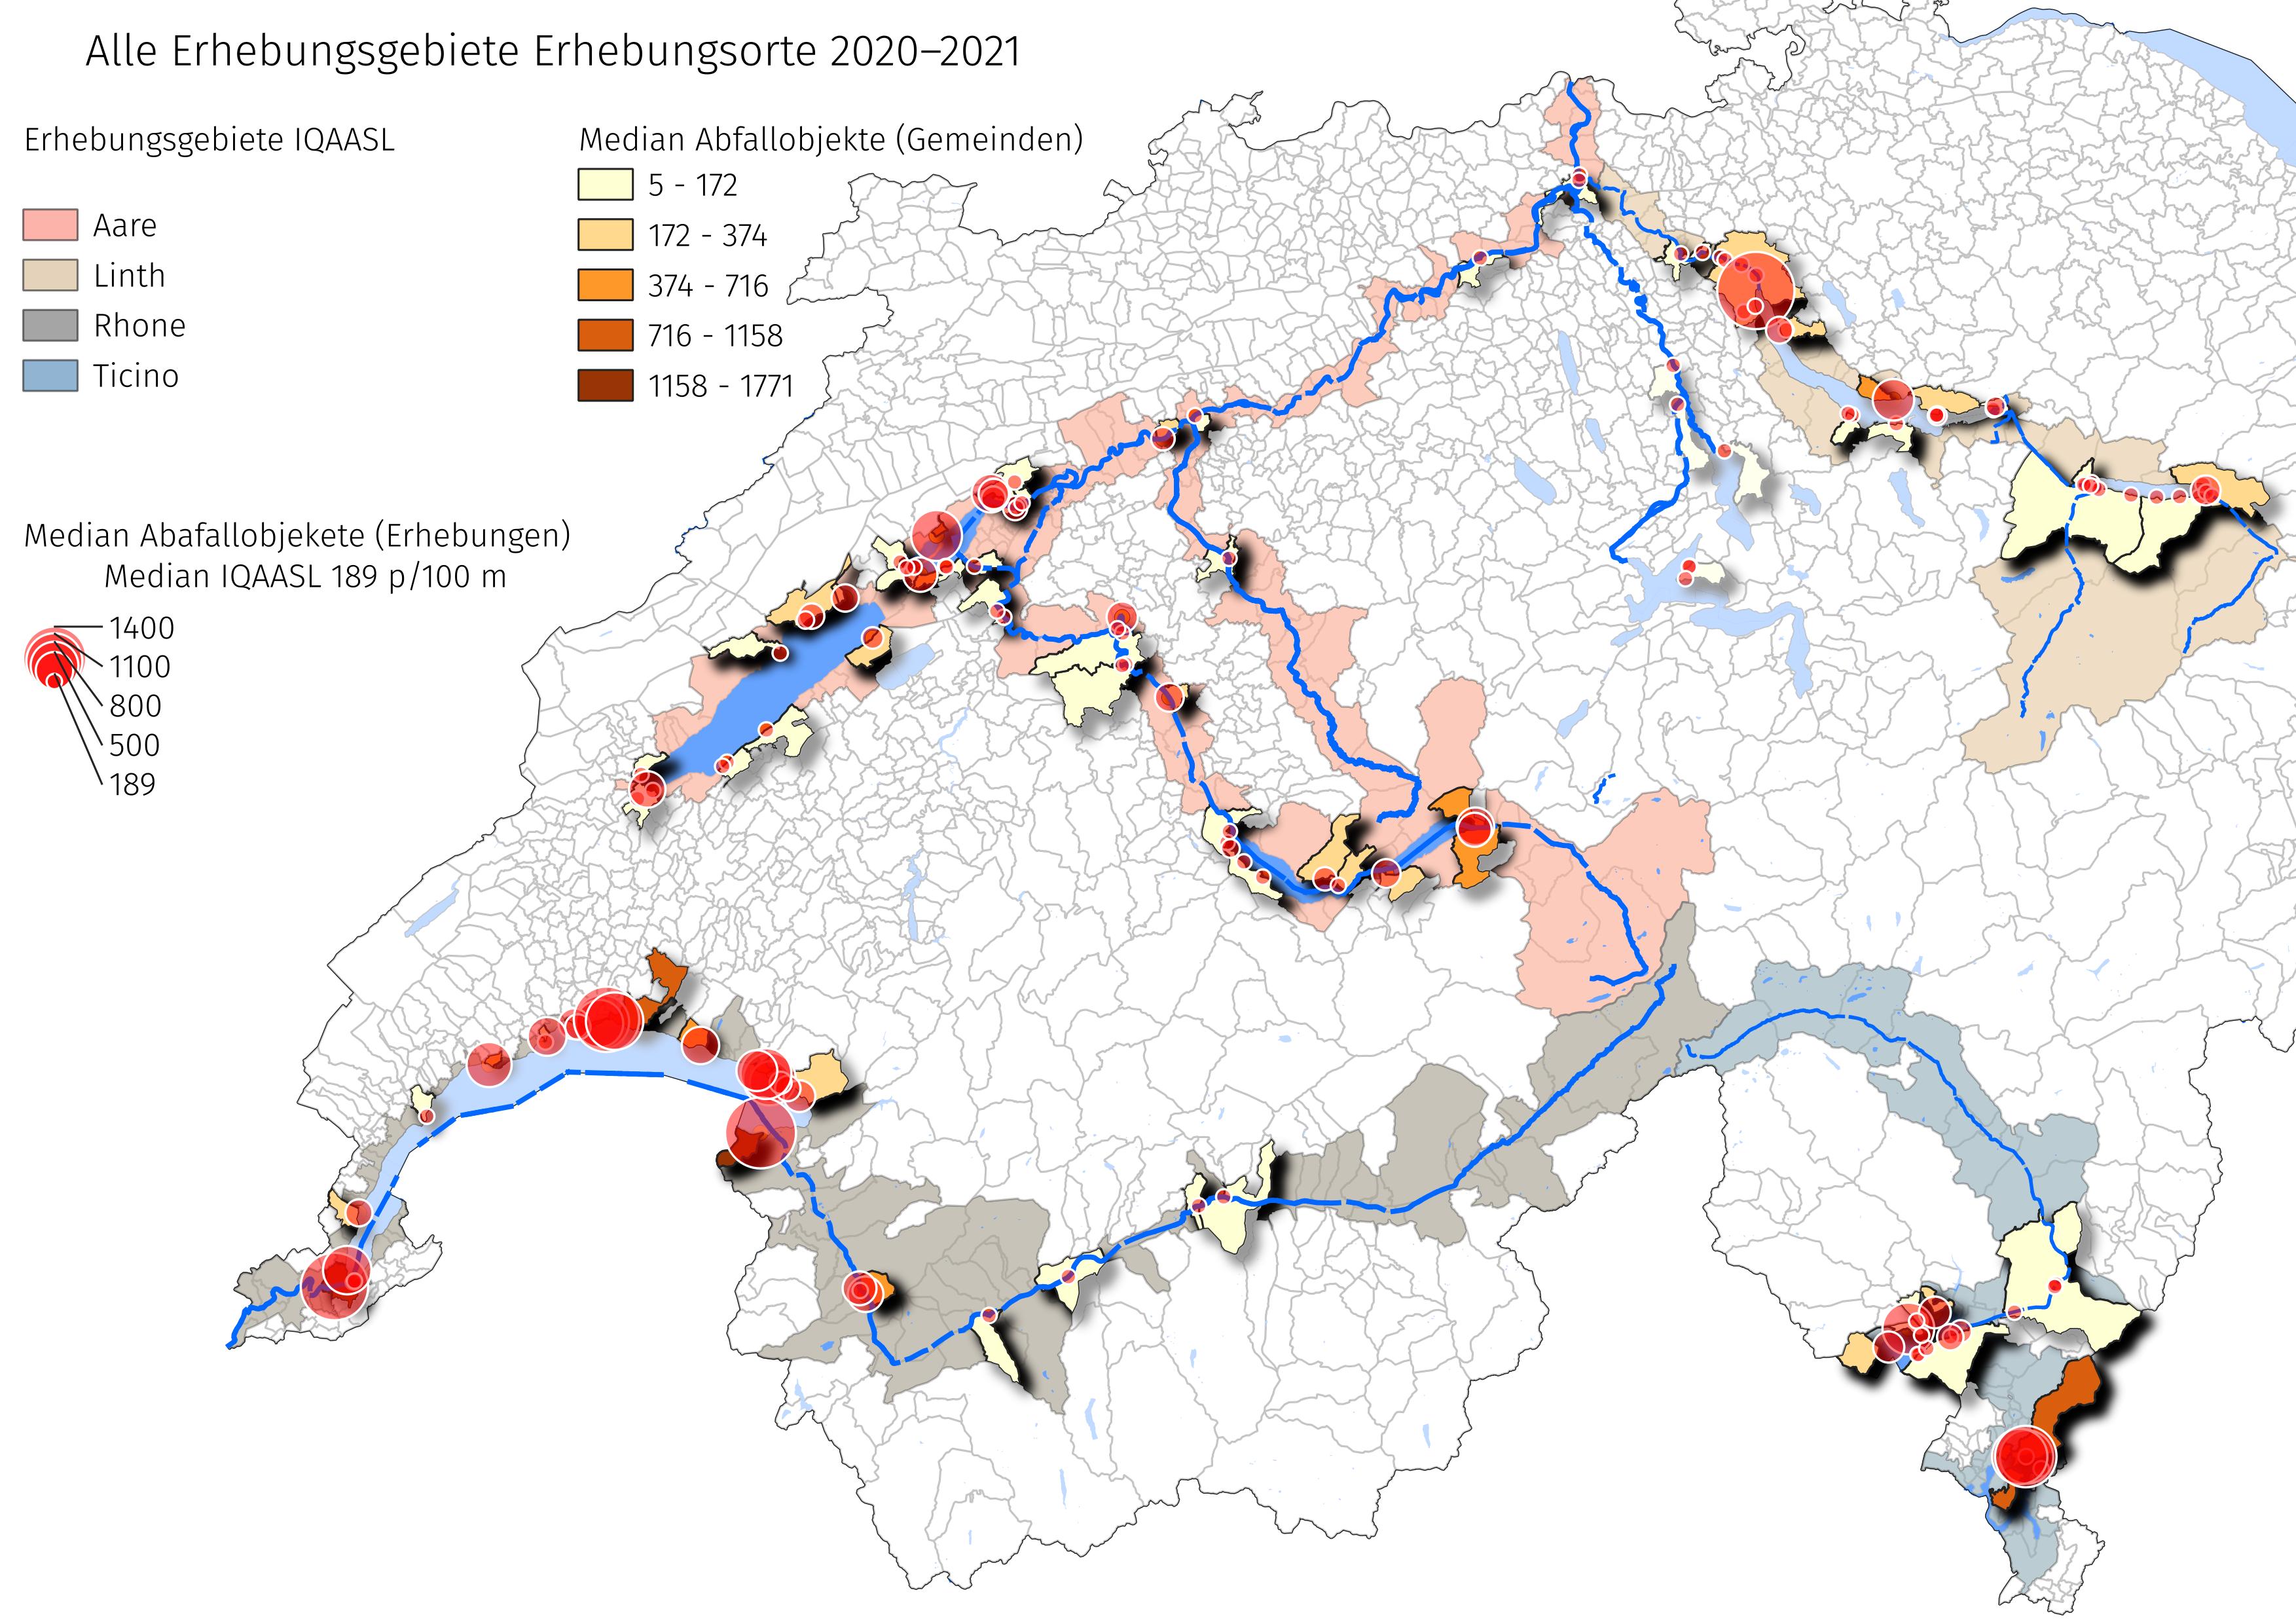 Alle Erhebungsgebiete Erhebungsorte 2020–2021
Erhebungsgebiete IQAASL
Aare
Linth
Rhone
Ticino
Median Abfallobjekte (Gemeinden)
5 - 172
172 - 374
374 - 716
716 - 1158
1158 - 1771
Median Abafallobjekete (Erhebungen)
Median IQAASL 189 p/100 m
1400
1100
800
500
189